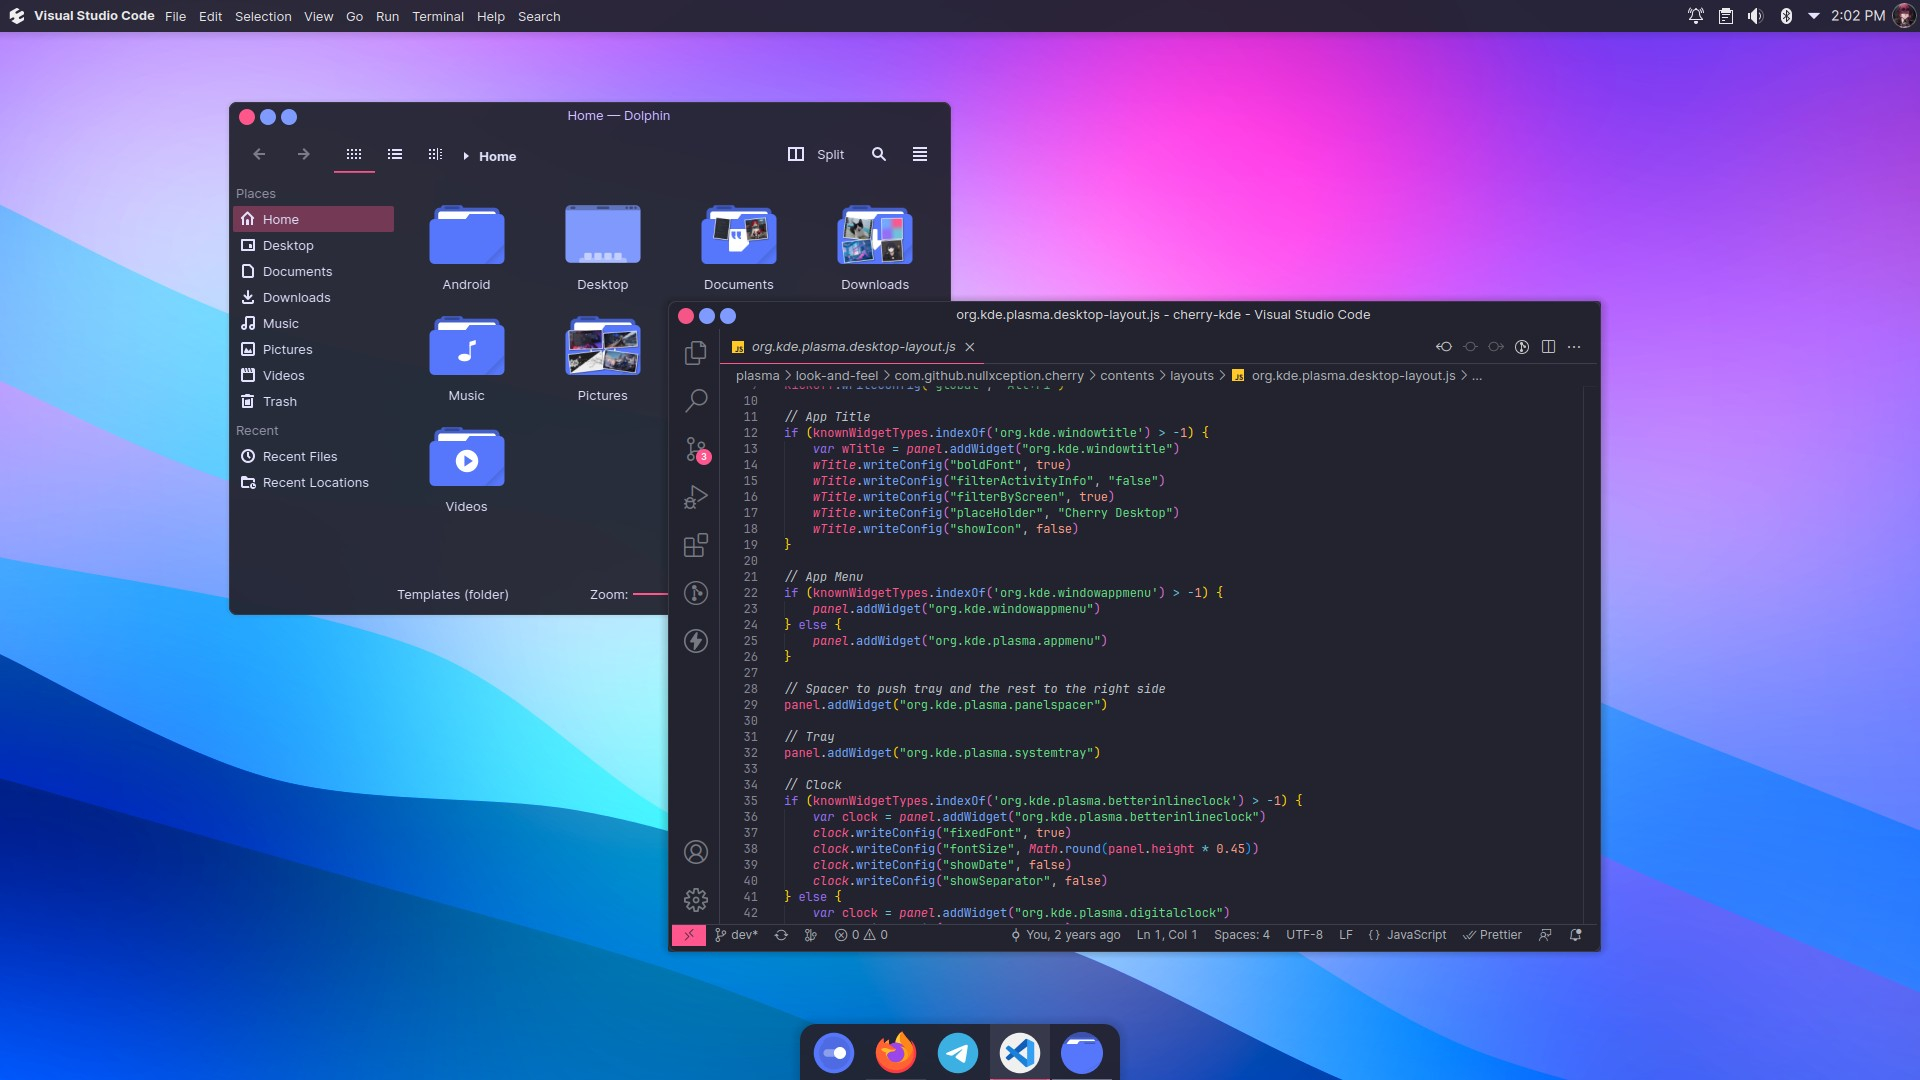 Visual Studio Code File Edit Selection View Go Run Terminal Help Search
2:02 PM
Home — Dolphin
Home
Split
Places
Home
Desktop
Documents
Downloads
Music
Pictures
Videos
Trash
Recent
Recent Files
Recent Locations
Android
Desktop
Documents
Downloads
Music
Pictures
Videos
Templates (folder)
Zoom:
org.kde.plasma.desktop-layout.js - cherry-kde - Visual Studio Code
JS org.kde.plasma.desktop-layout.js
plasma > look-and-feel > com.github.nullxception.cherry > contents > layouts > JS org.kde.plasma.desktop-layout.js > ...
10
11 // App Title
12 if (knownWidgetTypes.indexOf('org.kde.windowtitle') > -1) {
13 var wTitle = panel.addWidget("org.kde.windowtitle")
14 wTitle.writeConfig("boldFont", true)
15 wTitle.writeConfig("filterActivityInfo", "false")
16 wTitle.writeConfig("filterByScreen", true)
17 wTitle.writeConfig("placeHolder", "Cherry Desktop")
18 wTitle.writeConfig("showIcon", false)
19 }
20
21 // App Menu
22 if (knownWidgetTypes.indexOf('org.kde.windowappmenu') > -1) {
23 panel.addWidget("org.kde.windowappmenu")
24 } else {
25 panel.addWidget("org.kde.plasma.appmenu")
26 }
27
28 // Spacer to push tray and the rest to the right side
29 panel.addWidget("org.kde.plasma.panelspacer")
30
31 // Tray
32 panel.addWidget("org.kde.plasma.systemtray")
33
34 // Clock
35 if (knownWidgetTypes.indexOf('org.kde.plasma.betterinlineclock') > -1) {
36 var clock = panel.addWidget("org.kde.plasma.betterinlineclock")
37 clock.writeConfig("fixedFont", true)
38 clock.writeConfig("fontSize", Math.round(panel.height * 0.45))
39 clock.writeConfig("showDate", false)
40 clock.writeConfig("showSeparator", false)
41 } else {
42 var clock = panel.addWidget("org.kde.plasma.digitalclock")
3
dev* 0 0 You, 2 years ago Ln 1, Col 1 Spaces: 4 UTF-8 LF {} JavaScript Prettier